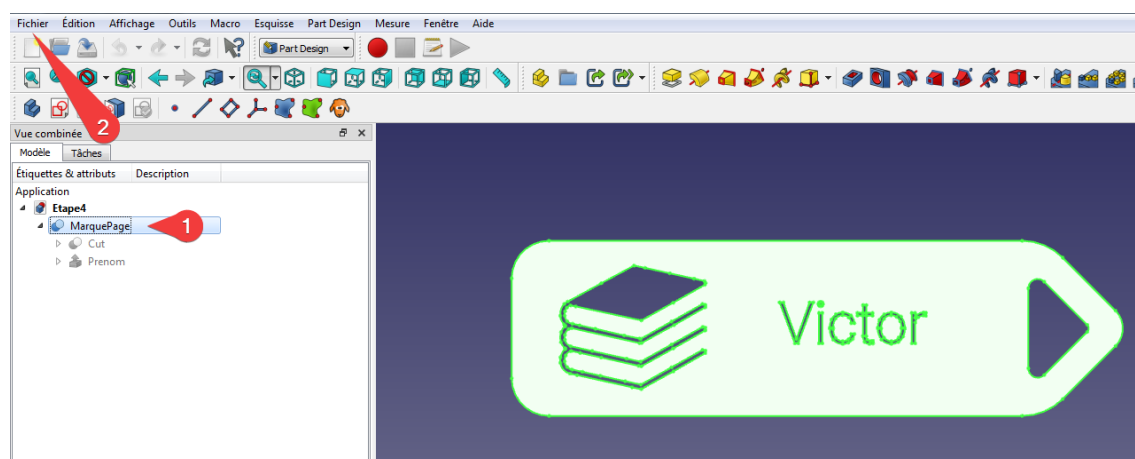 Fichier Édition Affichage Outils Macro Esquisse Part Design Mesure Fenêtre Aide
Part Design
2
Vue combinée
Modèle Tâches
Étiquettes & attributs Description
Application
Etape4
MarquePage 1
Cut
Prenom
Victor